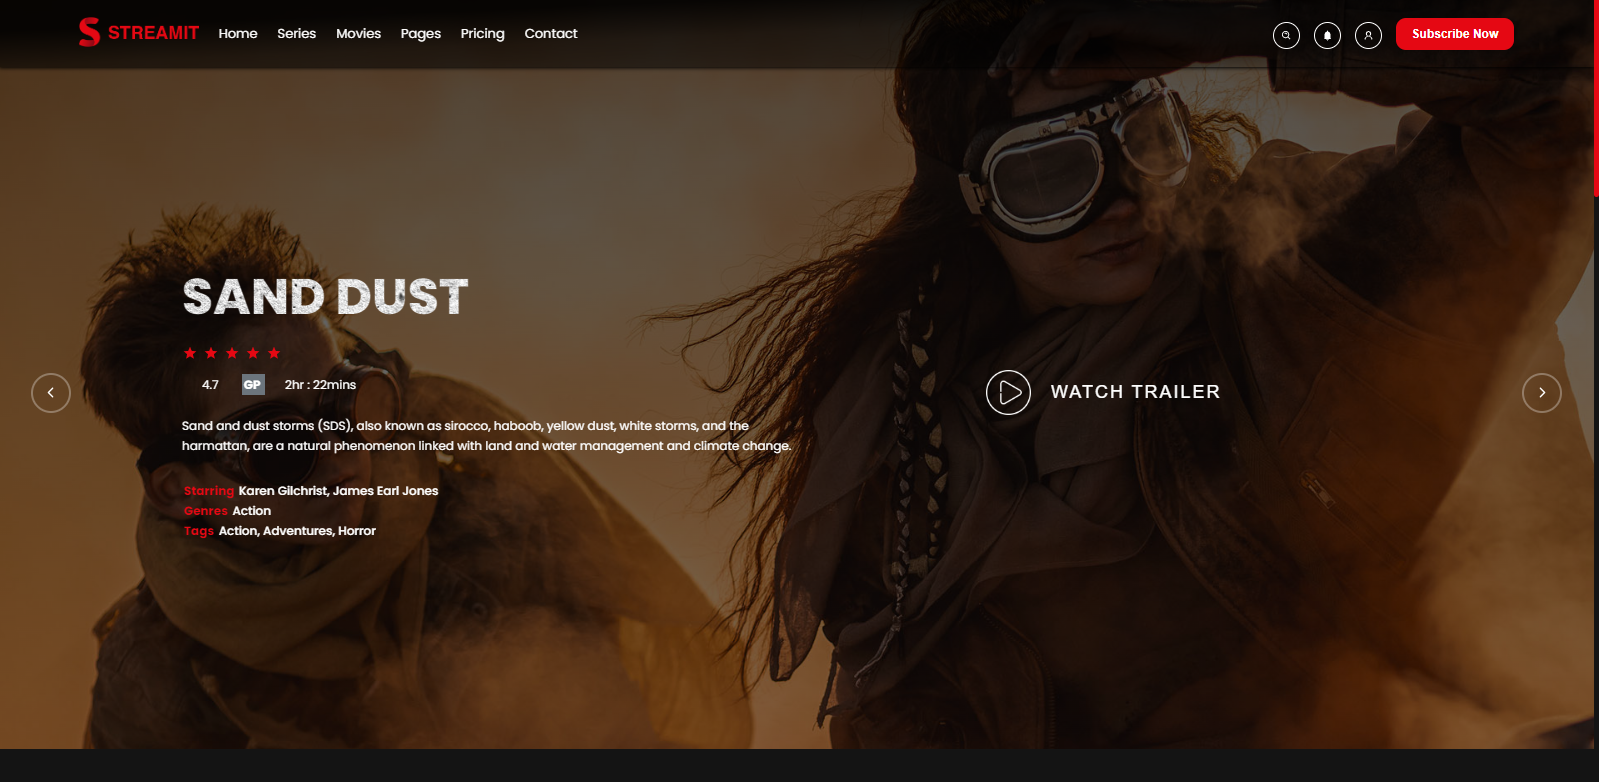 STREAMIT Home Series Movies Pages Pricing Contact Subscribe Now
SAND DUST
4.7 GP 2hr : 22mins
Sand and dust storms (SDS), also known as sirocco, haboob, yellow dust, white storms, and the
harmattan, are a natural phenomenon linked with land and water management and climate change.
Starring Karen Gilchrist, James Earl Jones
Genres Action
Tags Action, Adventures, Horror
WATCH TRAILER